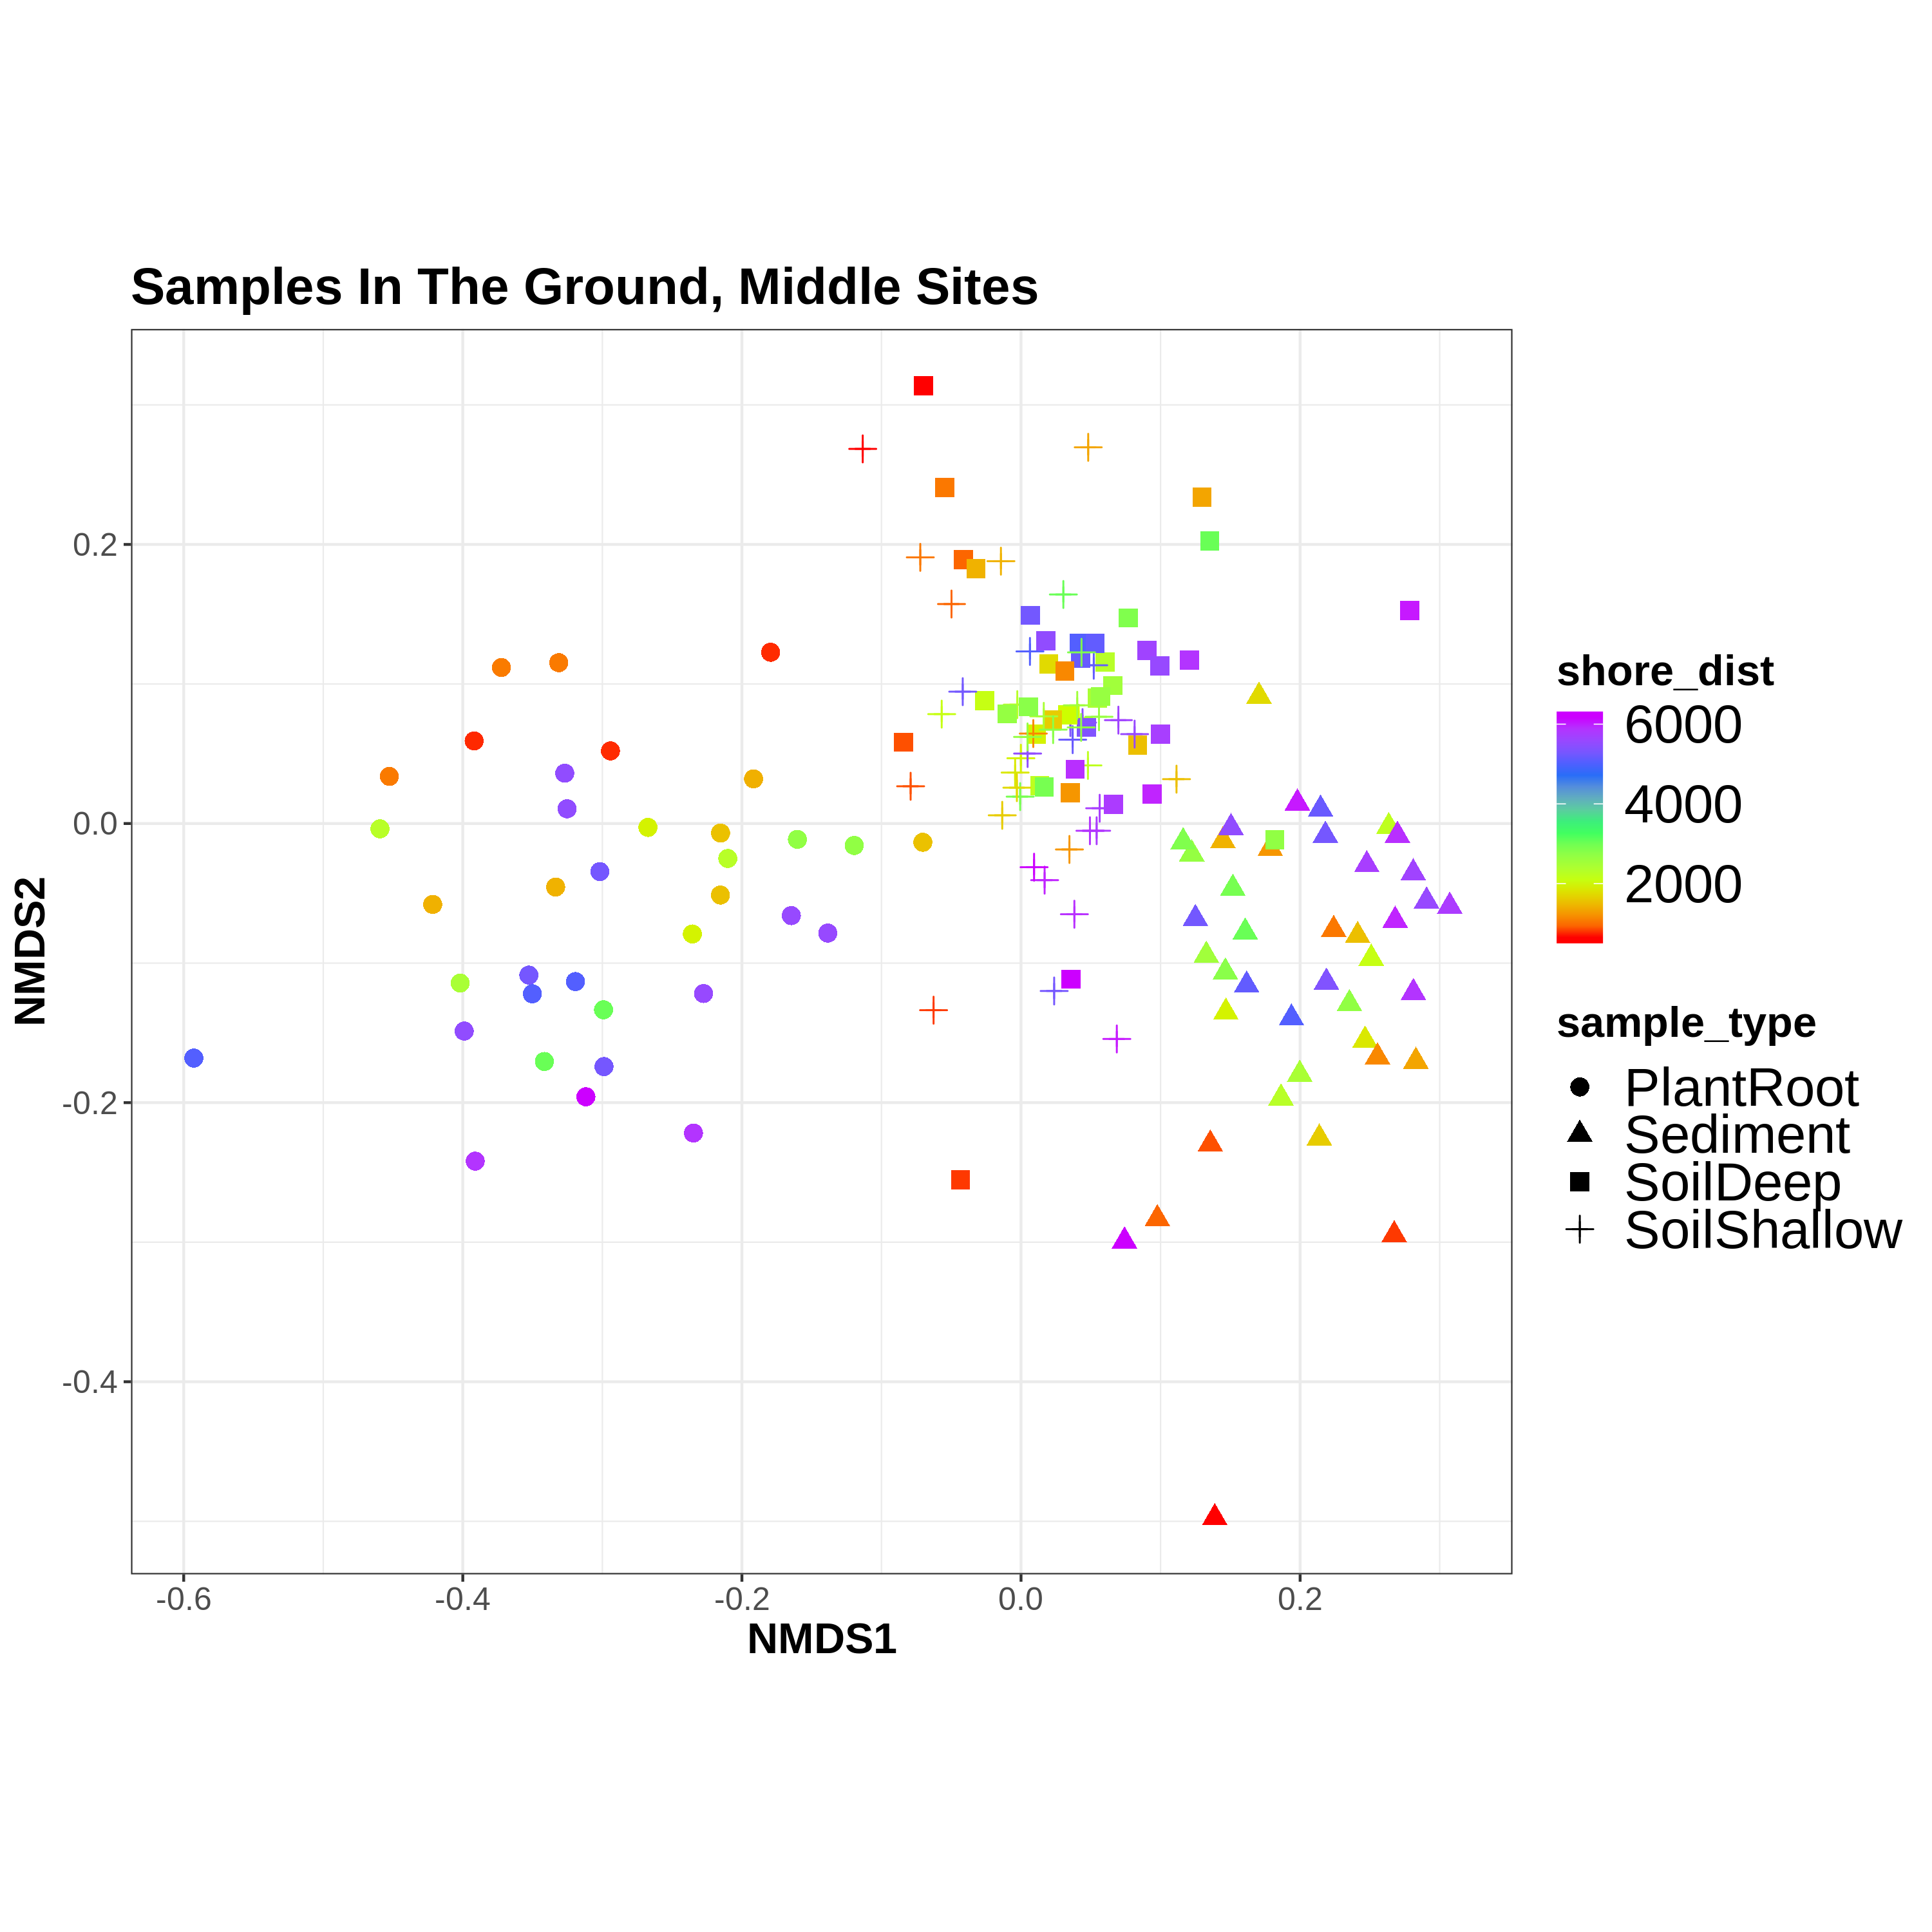 Samples In The Ground, Middle Sites
0.2
0.0
-0.2
-0.4
NMDS2
-0.6
-0.4
-0.2
0.0
0.2
NMDS1
shore_dist
6000
4000
2000
sample_type
PlantRoot
Sediment
SoilDeep
SoilShallow